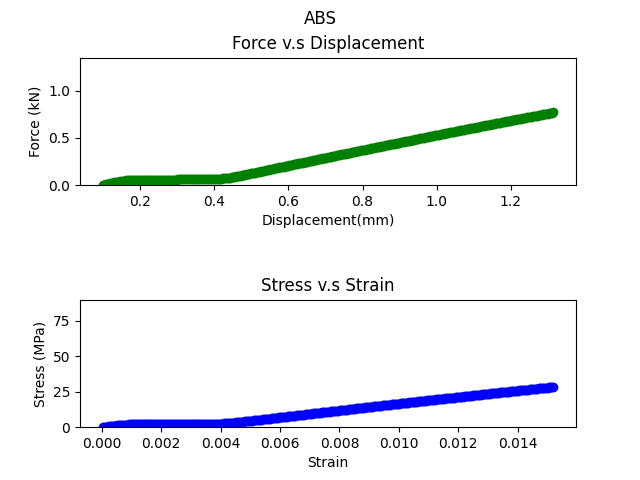 ABS
Force v.s Displacement
1.0
0.5
0.0
Force (kN)
0.2 0.4 0.6 0.8 1.0 1.2
Displacement(mm)
Stress v.s Strain
75
50
25
0
Stress (MPa)
0.000 0.002 0.004 0.006 0.008 0.010 0.012 0.014
Strain